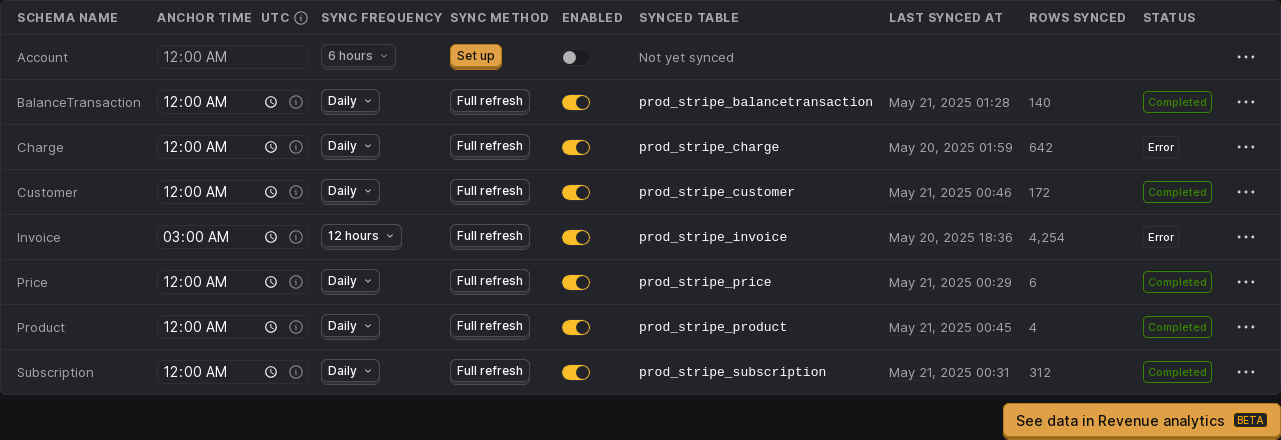 SCHEMA NAME ANCHOR TIME UTC SYNC FREQUENCY SYNC METHOD ENABLED SYNCED TABLE LAST SYNCED AT ROWS SYNCED STATUS
Account 12:00 AM 6 hours Set up Not yet synced
BalanceTransaction 12:00 AM Daily Full refresh prod_stripe_balancetransaction May 21, 2025 01:28 140 Completed
Charge 12:00 AM Daily Full refresh prod_stripe_charge May 20, 2025 01:59 642 Error
Customer 12:00 AM Daily Full refresh prod_stripe_customer May 21, 2025 00:46 172 Completed
Invoice 03:00 AM 12 hours Full refresh prod_stripe_invoice May 20, 2025 18:36 4,254 Error
Price 12:00 AM Daily Full refresh prod_stripe_price May 21, 2025 00:29 6 Completed
Product 12:00 AM Daily Full refresh prod_stripe_product May 21, 2025 00:45 4 Completed
Subscription 12:00 AM Daily Full refresh prod_stripe_subscription May 21, 2025 00:31 312 Completed
See data in Revenue analytics BETA